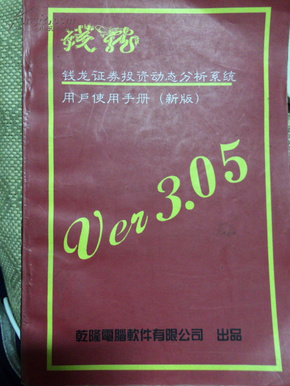 钱龙
钱龙证券投资动态分析系统
用户使用手册(新版)
Ver 3.05
乾隆電腦軟件有限公司 出品